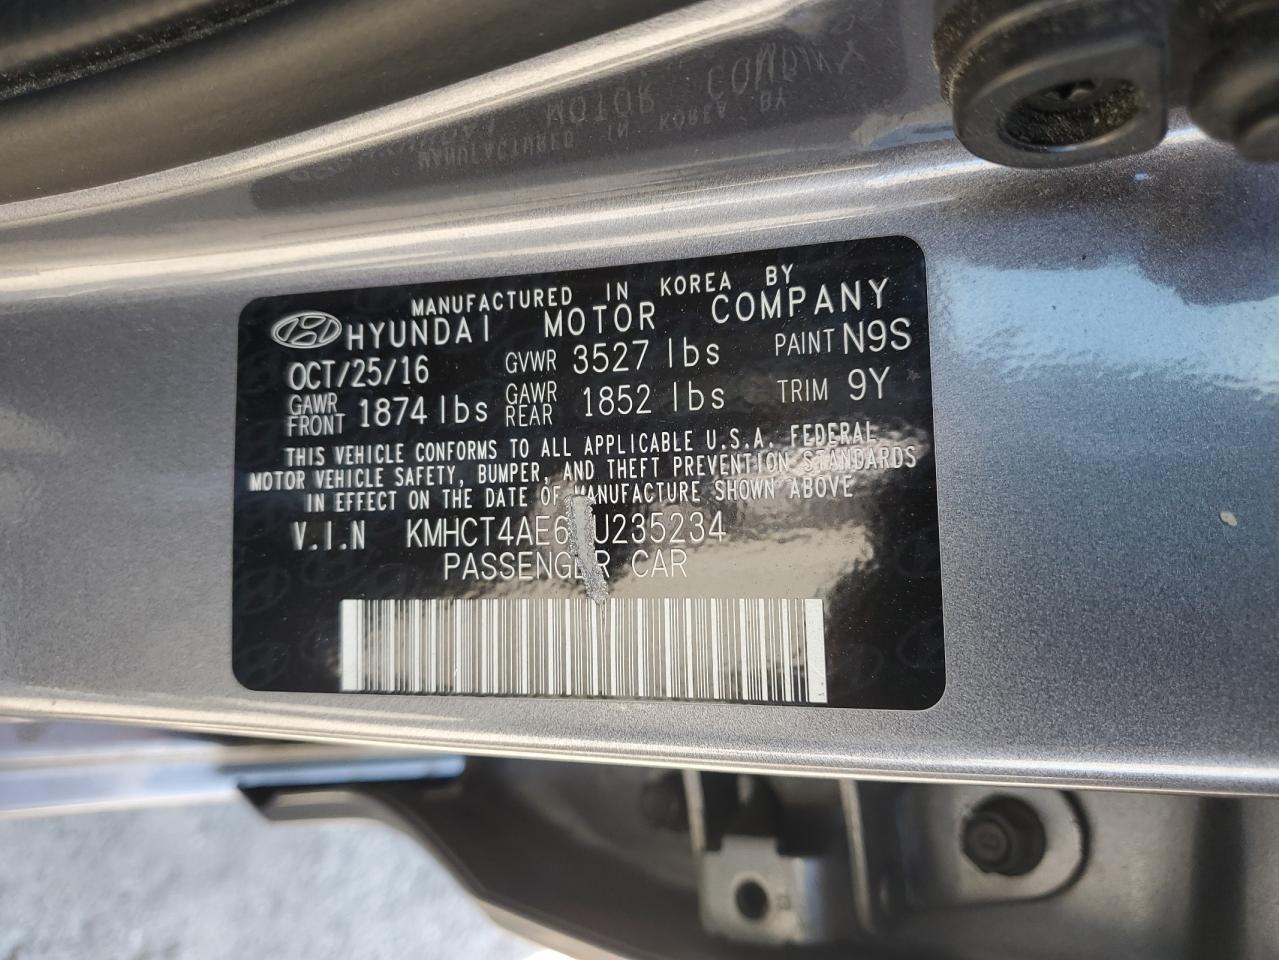 MANUFACTURED IN KOREA BY
HYUNDAI MOTOR COMPANY
OCT/25/16 GVWR 3527 lbs PAINT N9S
GAWR FRONT 1874 lbs GAWR REAR 1852 lbs TRIM 9Y
THIS VEHICLE CONFORMS TO ALL APPLICABLE U.S.A. FEDERAL
MOTOR VEHICLE SAFETY, BUMPER, AND THEFT PREVENTION STANDARDS
IN EFFECT ON THE DATE OF MANUFACTURE SHOWN ABOVE
V.I.N
PASSENGER CAR